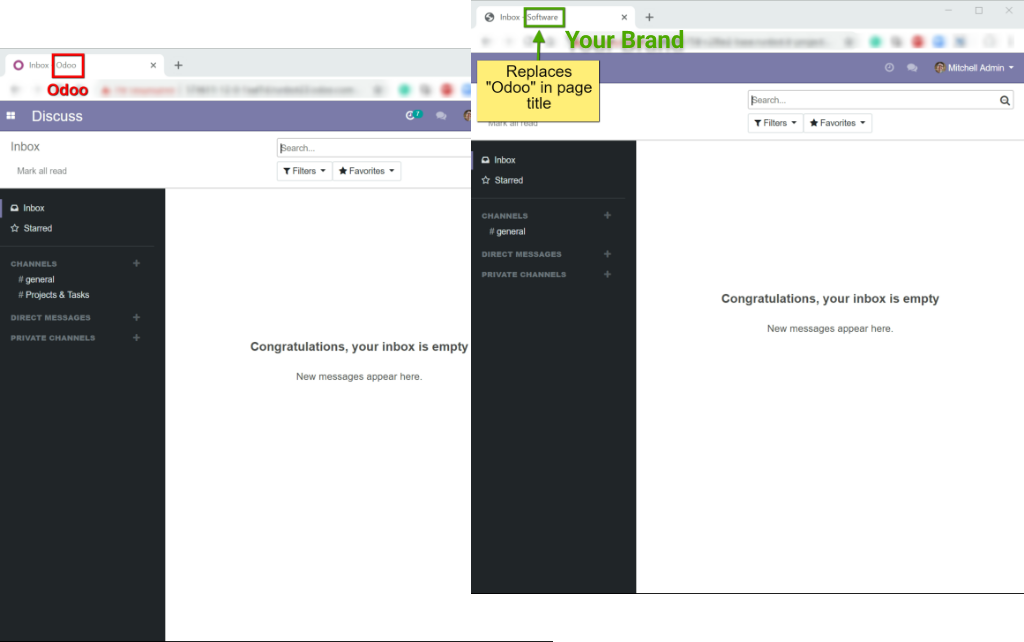 Inbox - Odoo
Odoo
Discuss
7
Inbox
Search...
Mark all read
Filters
Favorites
Inbox
Starred
CHANNELS
# general
# Projects & Tasks
DIRECT MESSAGES
PRIVATE CHANNELS
Congratulations, your inbox is empty
New messages appear here.
Inbox - Software
Your Brand
Replaces
"Odoo" in page
title
Mitchell Admin
Search...
Mark all read
Filters
Favorites
Inbox
Starred
CHANNELS
# general
DIRECT MESSAGES
PRIVATE CHANNELS
Congratulations, your inbox is empty
New messages appear here.